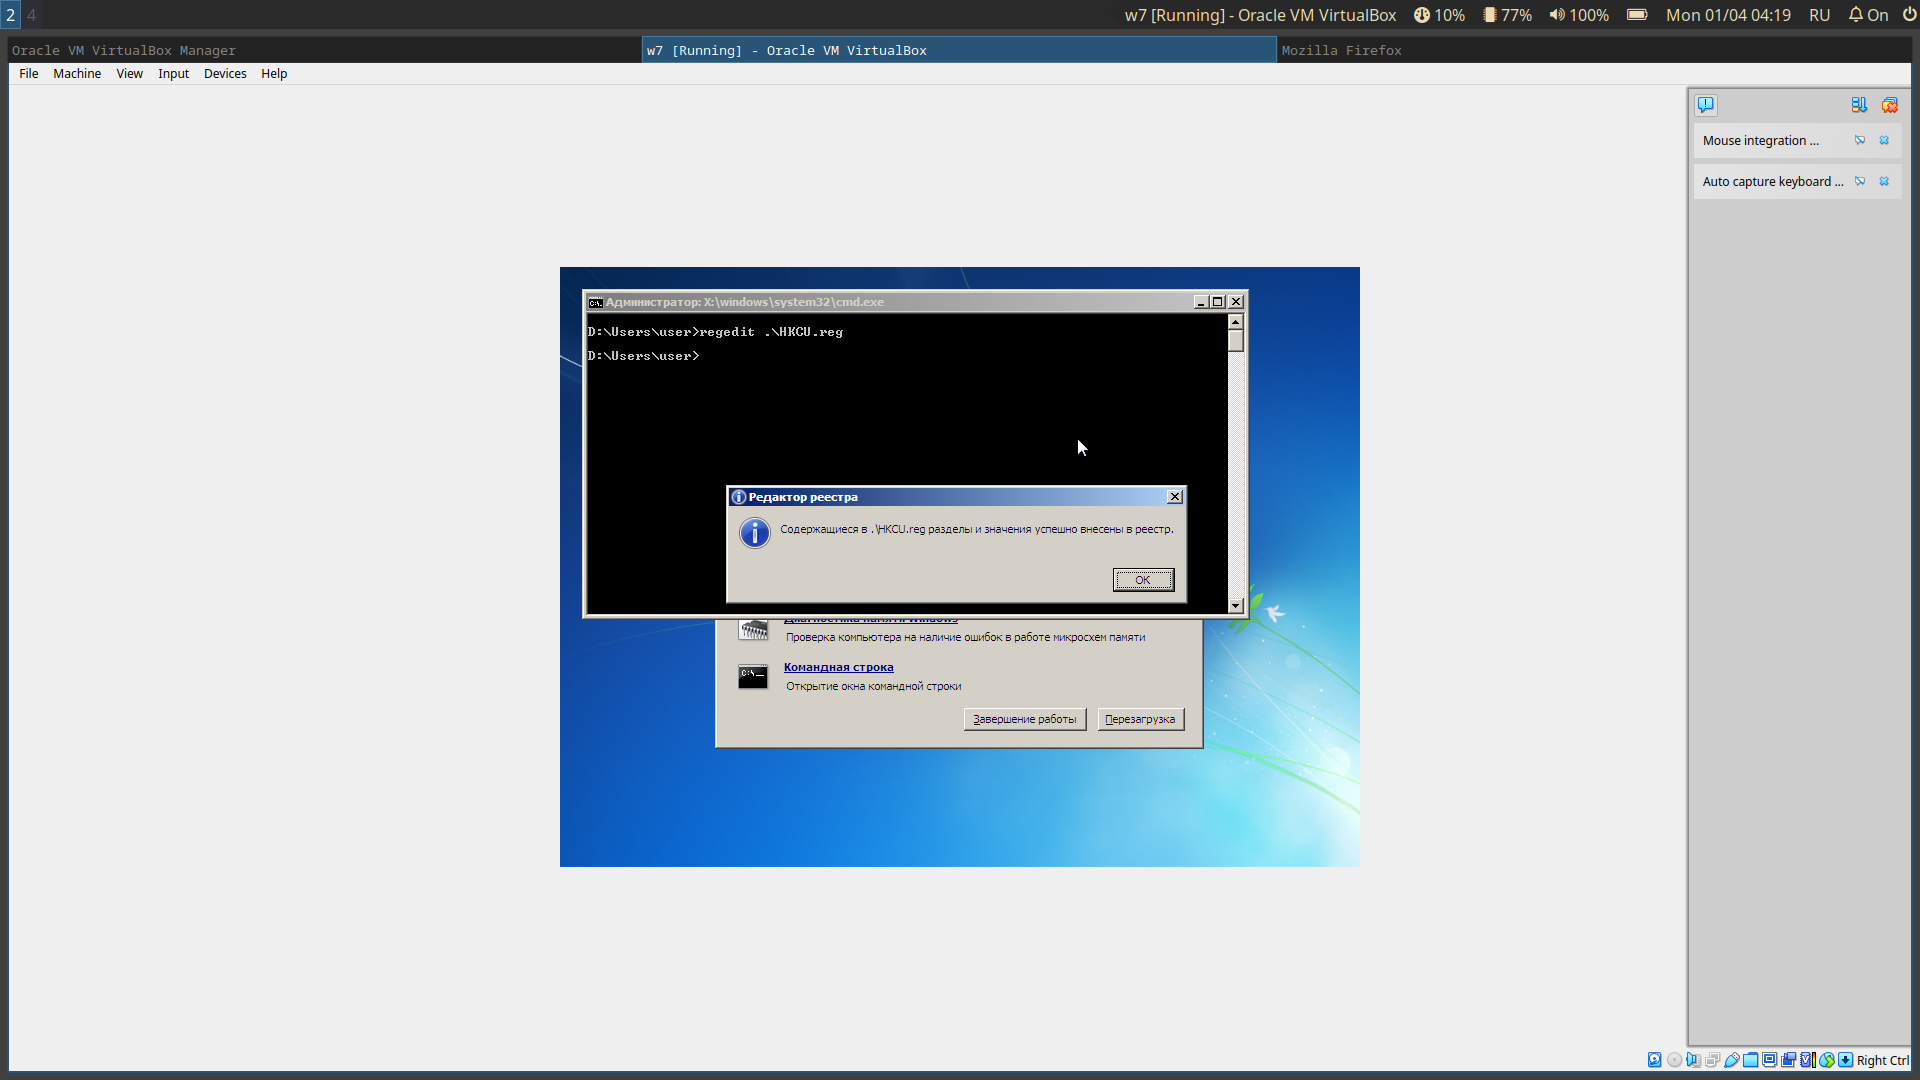 2 4
w7 [Running] - Oracle VM VirtualBox 10% 77% 100% Mon 01/04 04:19 RU On
Oracle VM VirtualBox Manager
w7 [Running] - Oracle VM VirtualBox
Mozilla Firefox
File Machine View Input Devices Help
Mouse integration ...
Auto capture keyboard ...
Администратор: X:\windows\system32\cmd.exe
D:\Users\user>regedit .\HKCU.reg
D:\Users\user>
Редактор реестра
Содержащиеся в .\HKCU.reg разделы и значения успешно внесены в реестр.
OK
Диагностика памяти Windows
Проверка компьютера на наличие ошибок в работе микросхем памяти
C:\
Командная строка
Открытие окна командной строки
Завершение работы
Перезагрузка
Right Ctrl